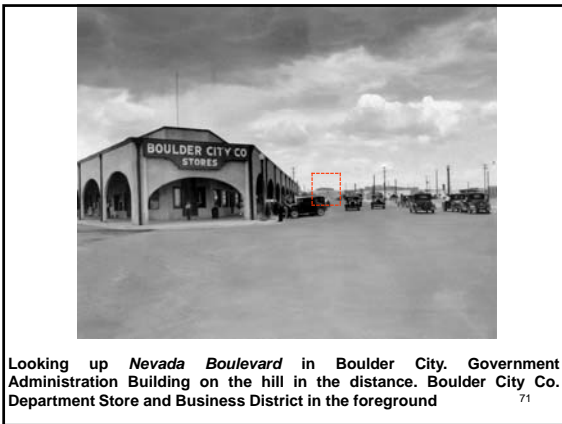 BOULDER CITY CO
STORES
Looking up Nevada Boulevard in Boulder City. Government
Administration Building on the hill in the distance. Boulder City Co.
Department Store and Business District in the foreground
71